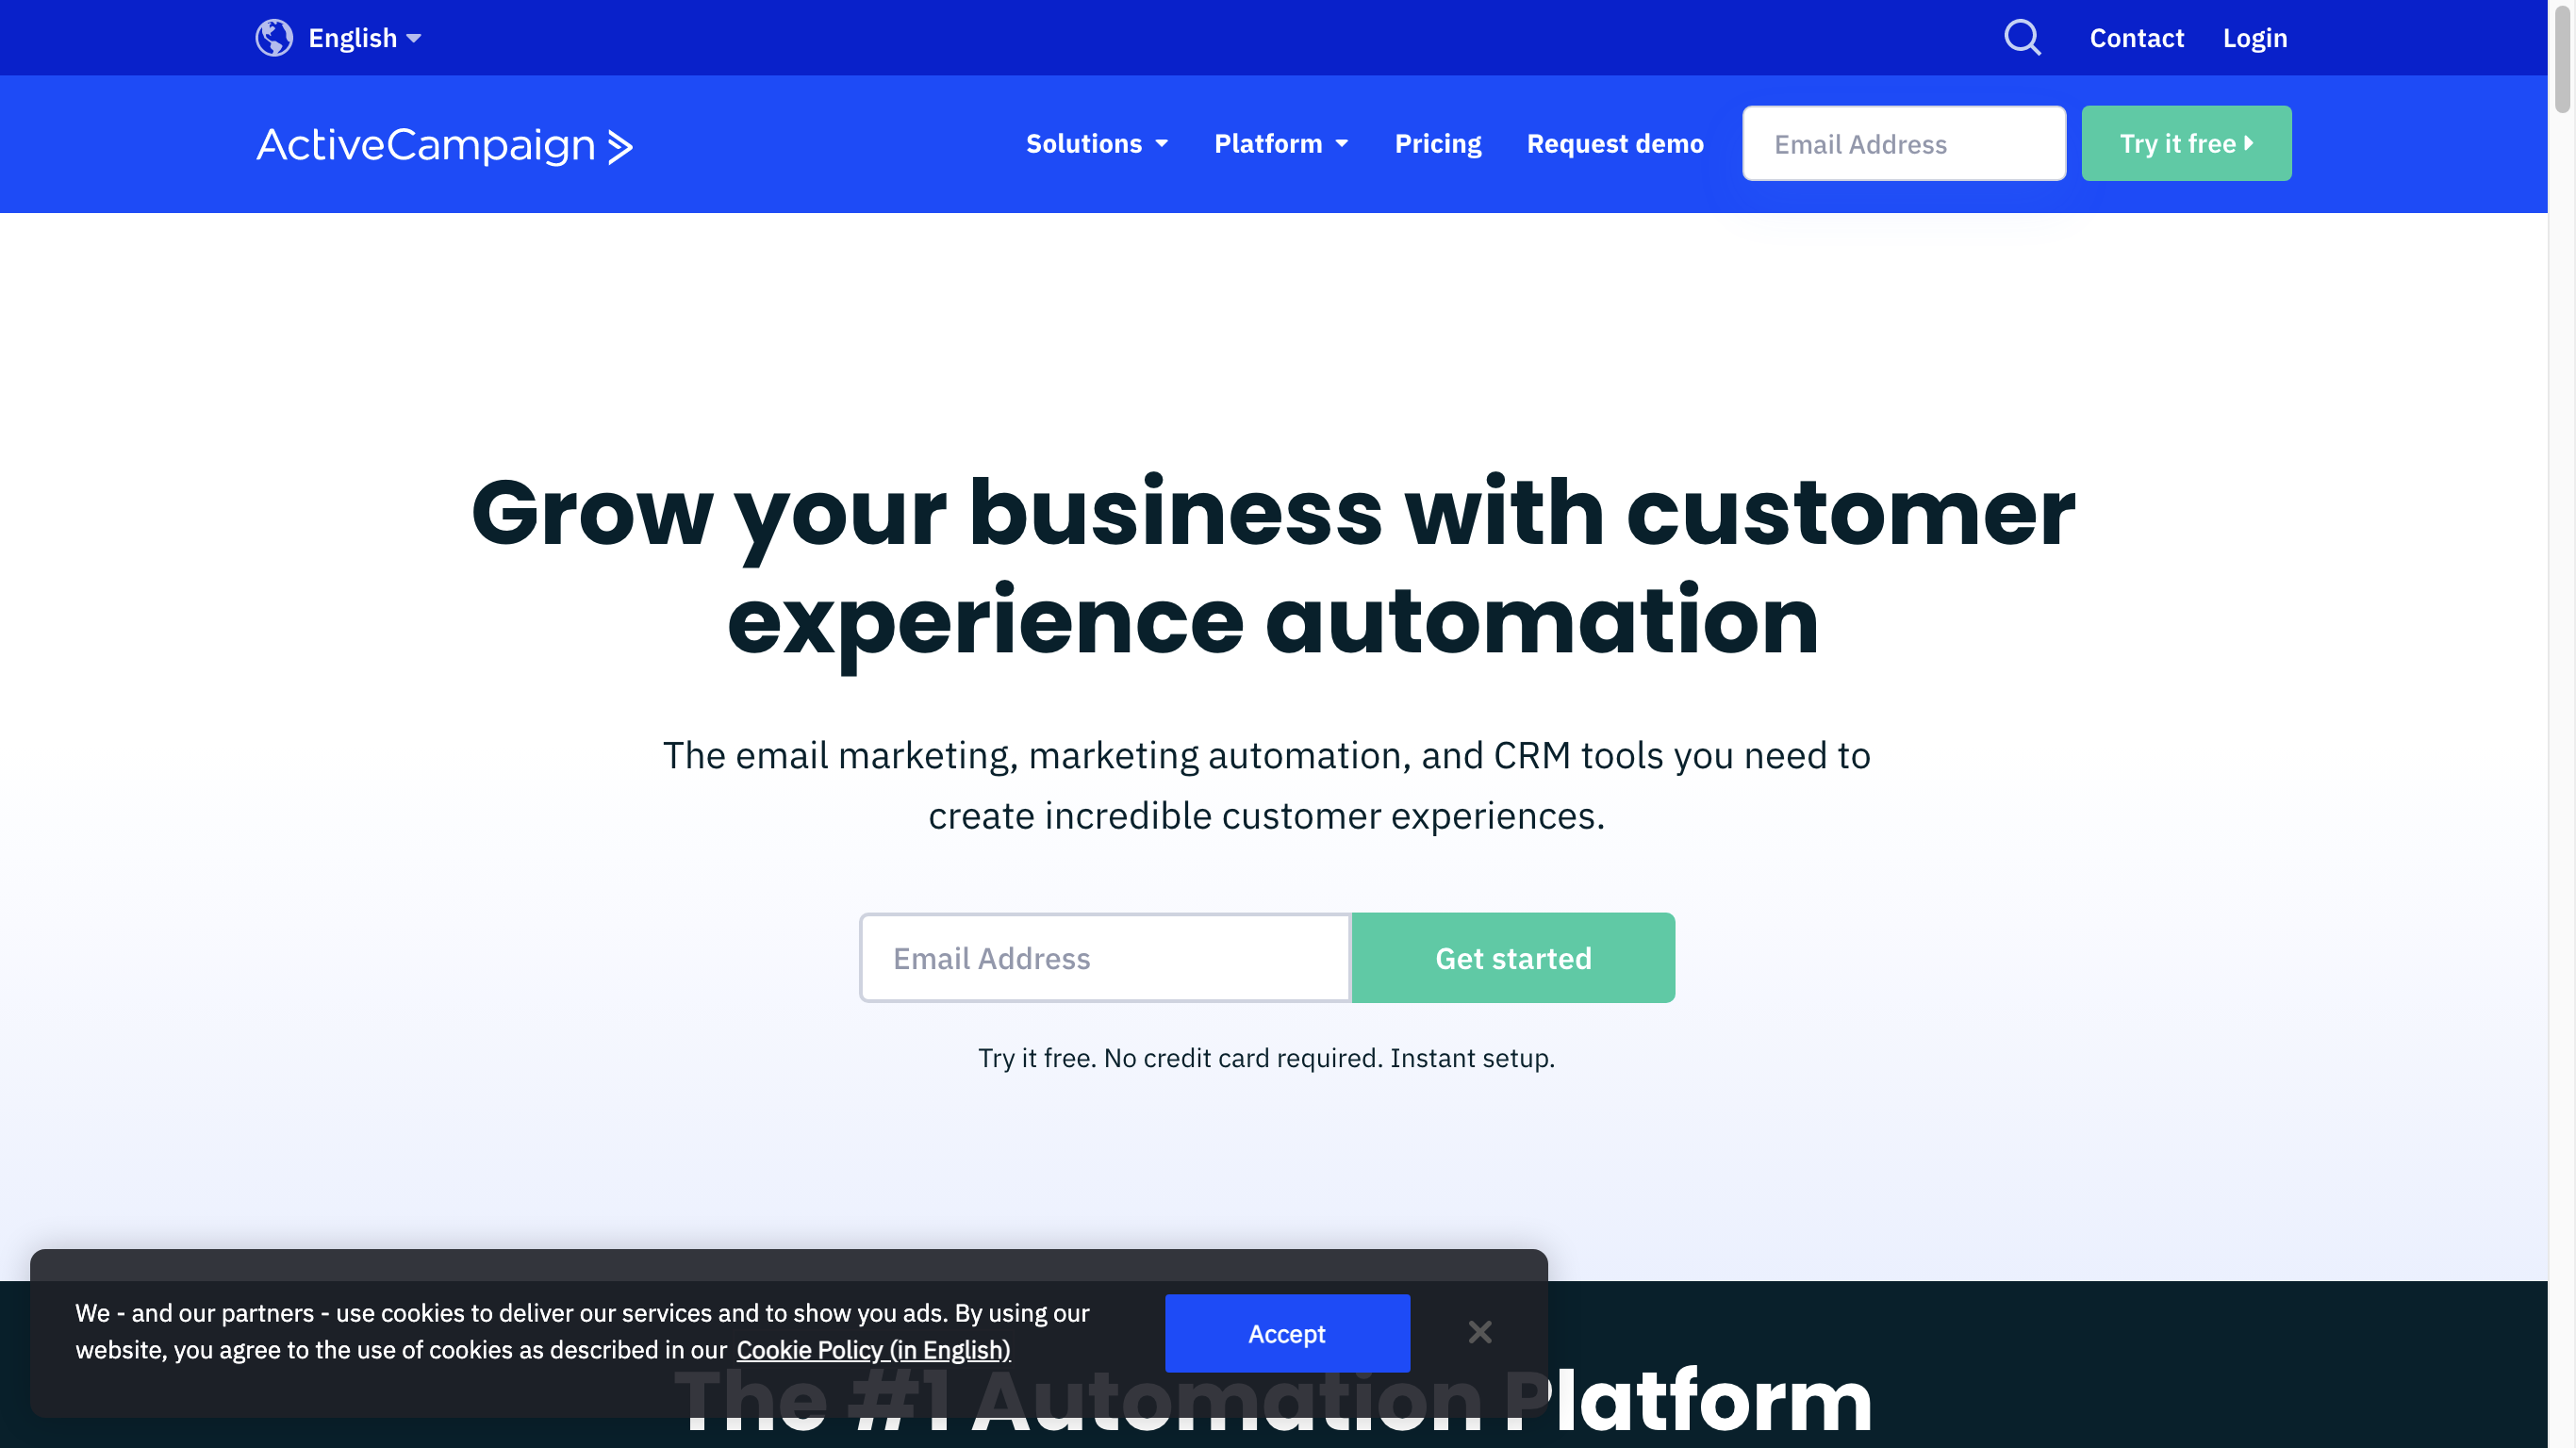 English
Contact
Login
ActiveCampaign
Solutions
Platform
Pricing
Request demo
Email Address
Try it free
Grow your business with customer
experience automation
The email marketing, marketing automation, and CRM tools you need to
create incredible customer experiences.
Email Address
Get started
Try it free. No credit card required. Instant setup.
We - and our partners - use cookies to deliver our services and to show you ads. By using our
website, you agree to the use of cookies as described in our Cookie Policy (in English)
Accept
The #1 Automation Platform